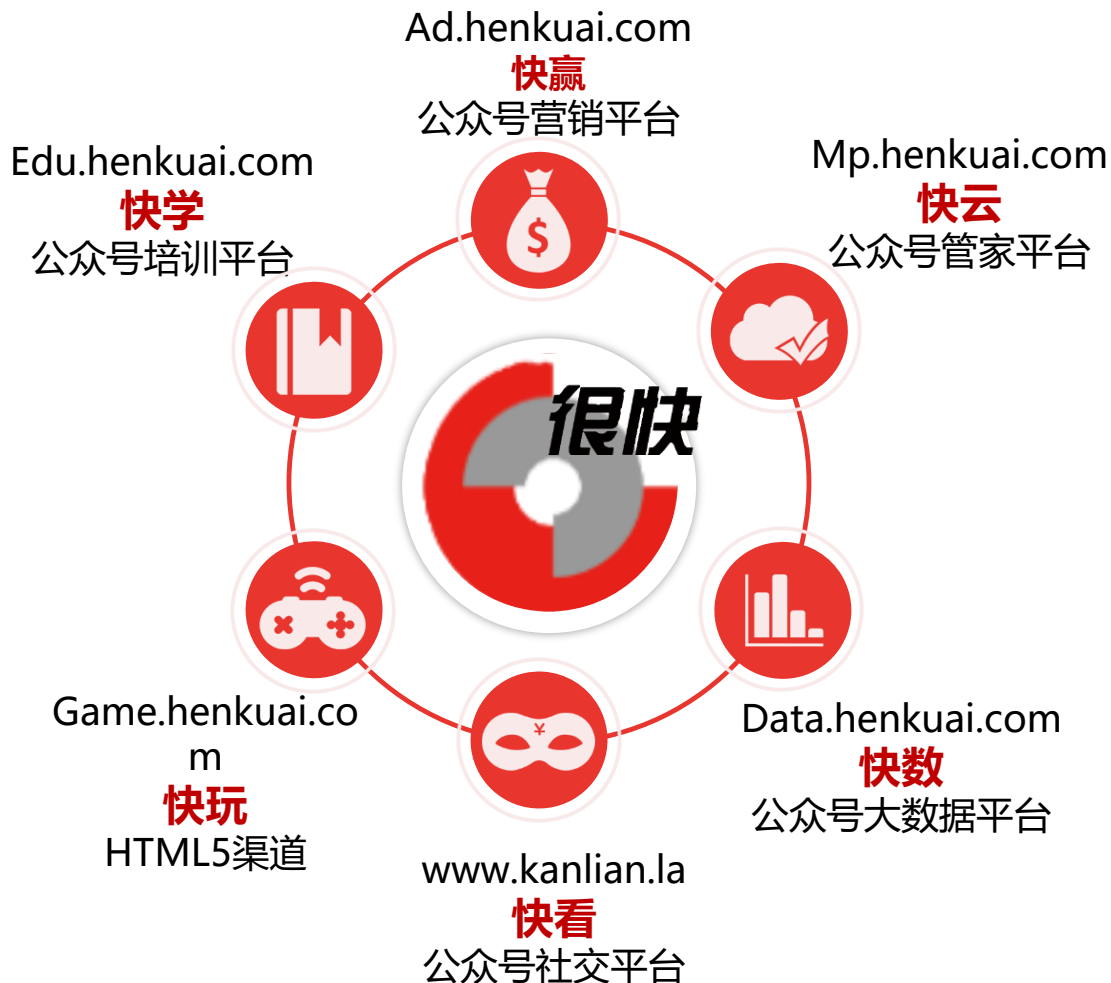 Ad.henkuai.com
快赢
公众号营销平台
Mp.henkuai.com
快云
公众号管家平台
Edu.henkuai.com
快学
公众号培训平台
$
很快
Game.henkuai.co
m
快玩
HTML5渠道
¥
www.kanlian.la
快看
公众号社交平台
Data.henkuai.com
快数
公众号大数据平台